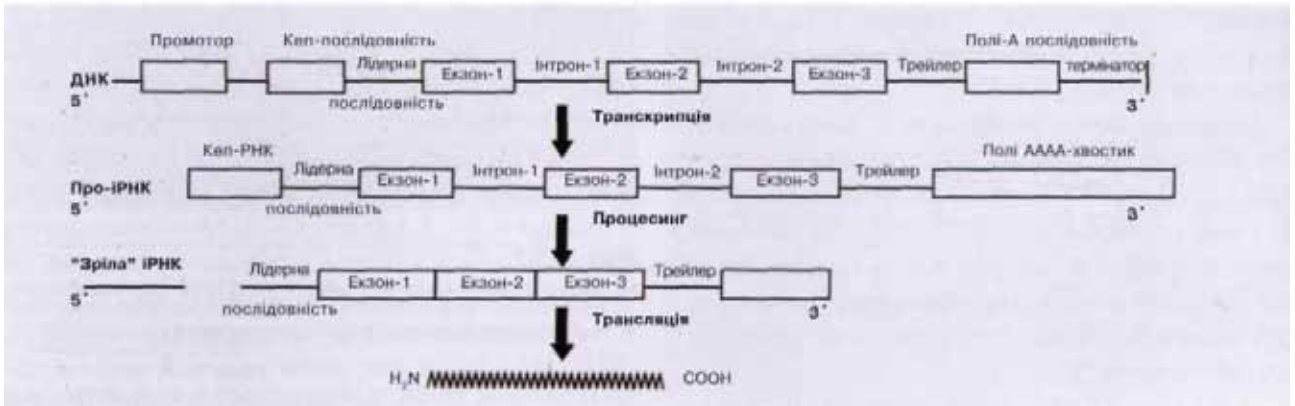 Промотор Кеп-послідовність Полі-А послідовність
ДНК Лідерна Екзон-1 Інтрон-1 Екзон-2 Інтрон-2 Екзон-3 Трейлер термінатор
5' послідовність 3'
Транскрипція
Кеп-РНК Полі АААА-хвостик
Про-іРНК Лідерна Екзон-1 Інтрон-1 Екзон-2 Інтрон-2 Екзон-3 Трейлер
5' послідовність 3'
Процесинг
"Зріла" іРНК Лідерна Екзон-1 Екзон-2 Екзон-3 Трейлер
5' послідовність 3'
Трансляція
H₂N COOH